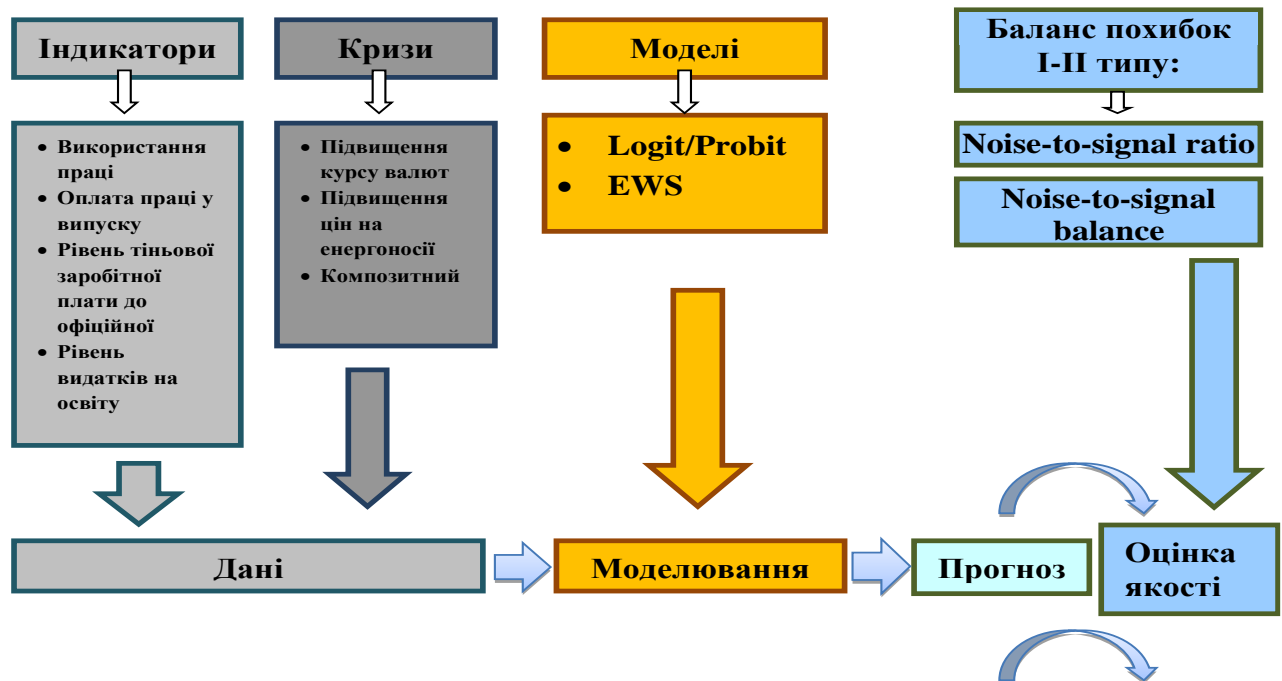 Індикатори
Використання
праці
Оплата праці у
випуску
Рівень тіньової
заробітної
плати до
офіційної
Рівень
видатків на
освіту
Кризи
Підвищення
курсу валют
Підвищення
цін на
енергоносії
Композитний
Моделі
Logit/Probit
EWS
Баланс похибок
І-ІІ типу:
Noise-to-signal ratio
Noise-to-signal
balance
Дані
Моделювання
Прогноз
Оцінка
якості